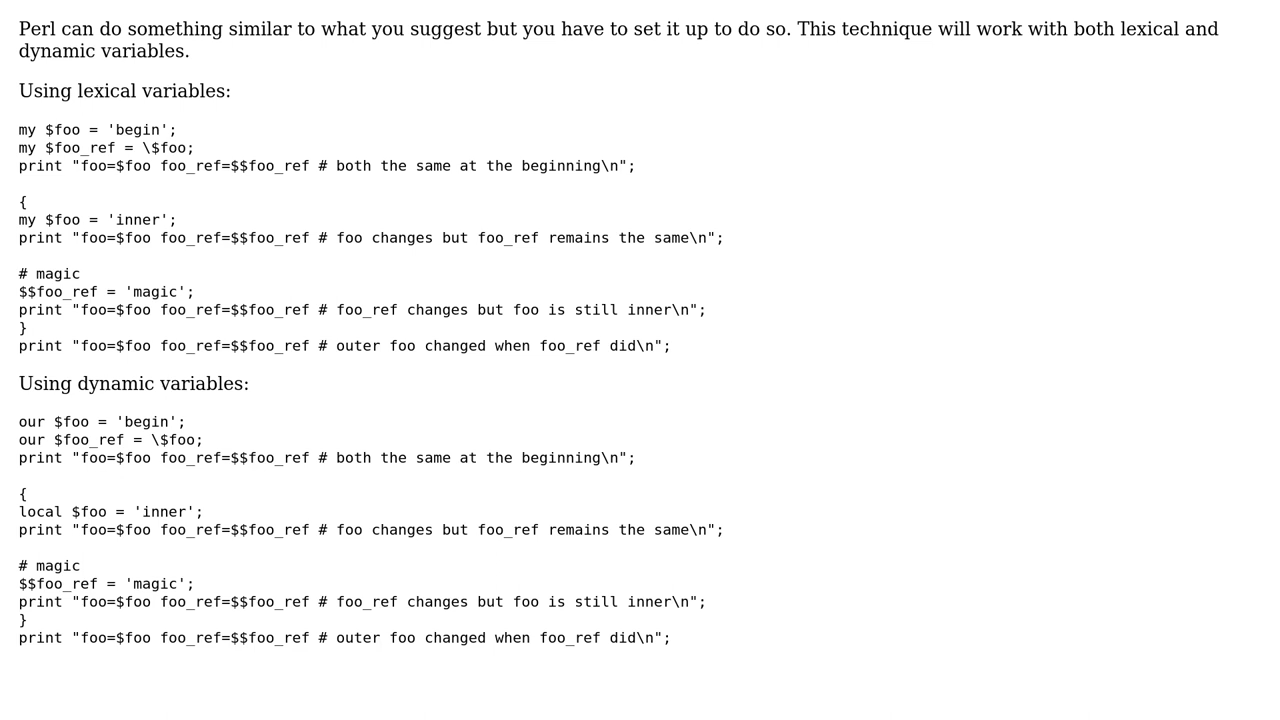 Perl can do something similar to what you suggest but you have to set it up to do so. This technique will work with both lexical and
dynamic variables.
Using lexical variables:
my $foo = 'begin';
my $foo_ref = \$foo;
print "foo=$foo foo_ref=$$foo_ref # both the same at the beginning\n";
{
my $foo = 'inner';
print "foo=$foo foo_ref=$$foo_ref # foo changes but foo_ref remains the same\n";
# magic
$$foo_ref = 'magic';
print "foo=$foo foo_ref=$$foo_ref # foo_ref changes but foo is still inner\n";
}
print "foo=$foo foo_ref=$$foo_ref # outer foo changed when foo_ref did\n";
Using dynamic variables:
our $foo = 'begin';
our $foo_ref = \$foo;
print "foo=$foo foo_ref=$$foo_ref # both the same at the beginning\n";
{
local $foo = 'inner';
print "foo=$foo foo_ref=$$foo_ref # foo changes but foo_ref remains the same\n";
# magic
$$foo_ref = 'magic';
print "foo=$foo foo_ref=$$foo_ref # foo_ref changes but foo is still inner\n";
}
print "foo=$foo foo_ref=$$foo_ref # outer foo changed when foo_ref did\n";